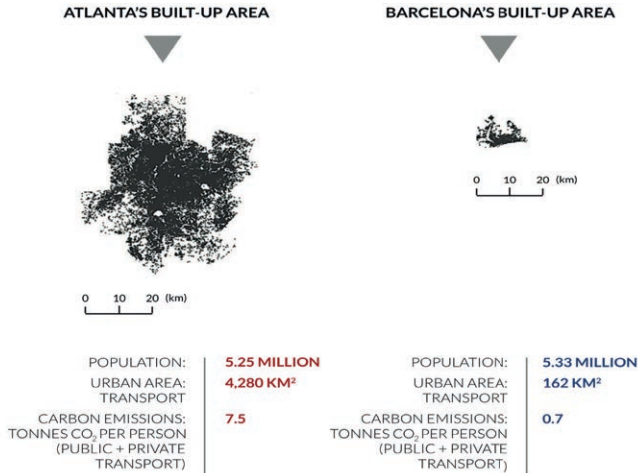 ATLANTA'S BUILT-UP AREA
0 10 20 (km)
POPULATION: 5.25 MILLION
URBAN AREA: 4,280 KM²
TRANSPORT
CARBON EMISSIONS: 7.5
TONNES CO₂ PER PERSON
(PUBLIC + PRIVATE
TRANSPORT)
BARCELONA'S BUILT-UP AREA
0 10 20 (km)
POPULATION: 5.33 MILLION
URBAN AREA: 162 KM²
TRANSPORT
CARBON EMISSIONS: 0.7
TONNES CO₂ PER PERSON
(PUBLIC + PRIVATE
TRANSPORT)